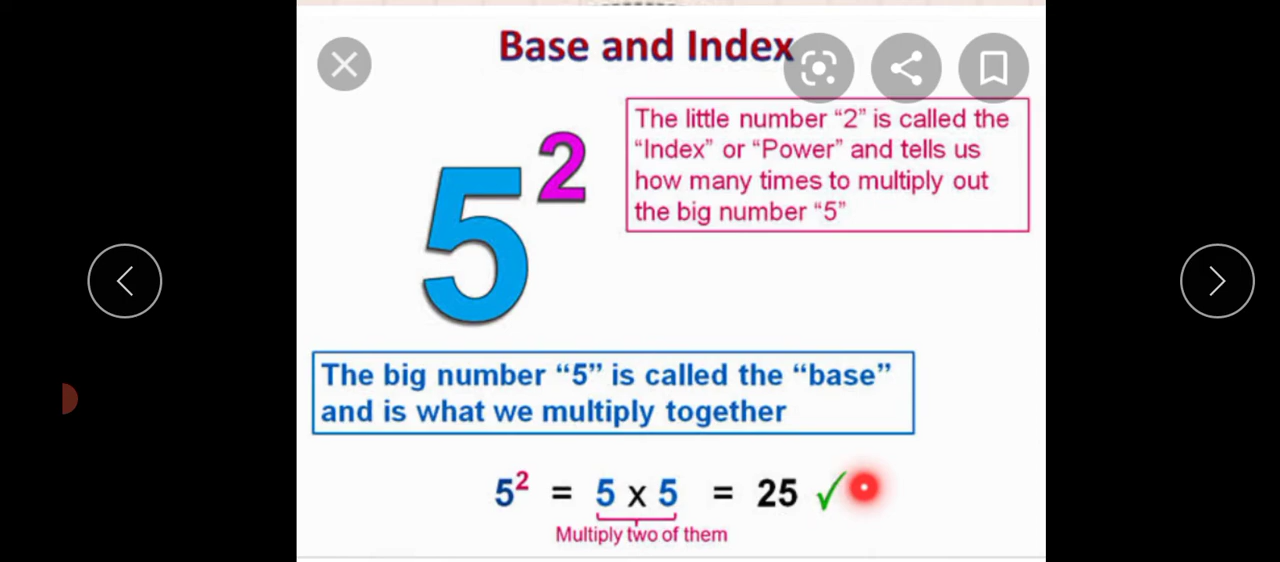 Base and Index
5²
The little number “2” is called the
“Index” or “Power” and tells us
how many times to multiply out
the big number “5”
The big number “5” is called the “base”
and is what we multiply together
5² = 5 x 5 = 25 ✓
Multiply two of them